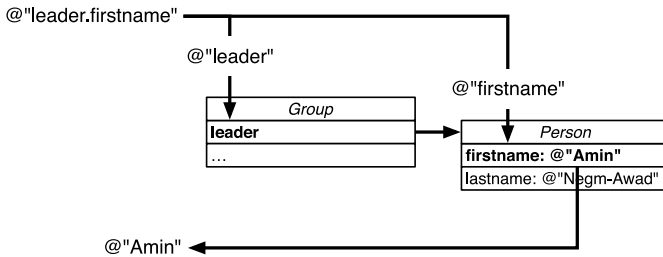 @"leader.firstname"
@"leader"
@"firstname"
Group
leader
...
Person
firstname: @"Amin"
lastname: @"Negm-Awad"
@"Amin"